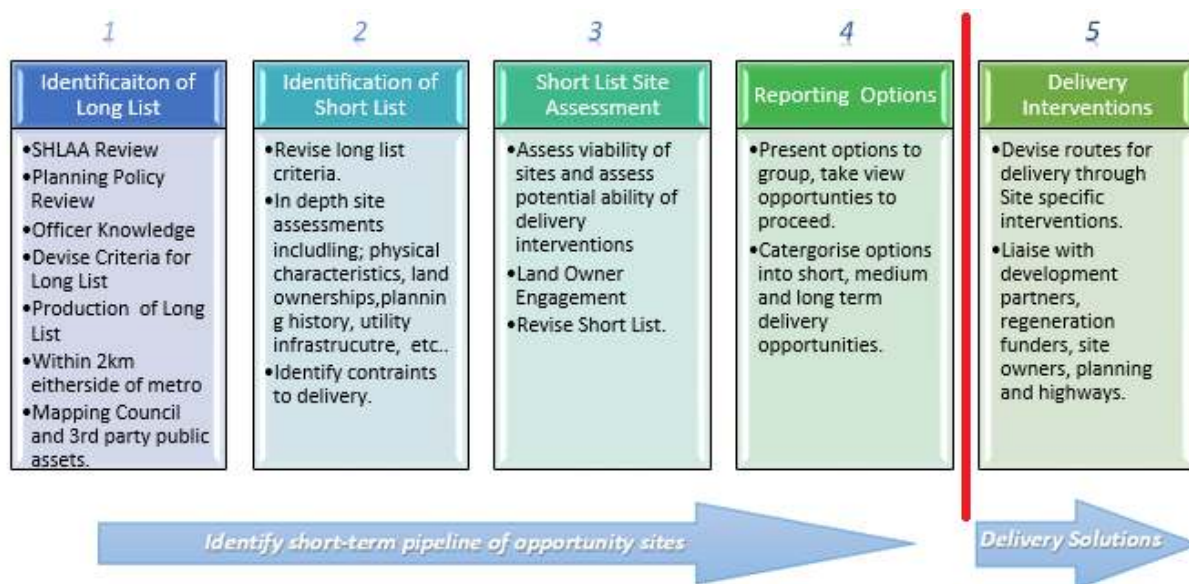 1
Identificaiton of
Long List
•SHLAA Review
•Planning Policy
Review
•Officer Knowledge
•Devise Criteria for
Long List
•Production of Long
List
•Within 2km
eitherside of metro
•Mapping Council
and 3rd party public
assets.
2
Identification of
Short List
•Revise long list
criteria.
•In depth site
assessments
includling; physical
characteristics, land
ownerships,plannin
g history, utility
infrastrucutre, etc..
•Identify contraints
to delivery.
3
Short List Site
Assessment
•Assess viability of
sites and assess
potential ability of
delivery
interventions
•Land Owner
Engagement
•Revise Short List.
4
Reporting Options
•Present options to
group, take view
opportunties to
proceed.
•Catergorise options
into short, medium
and long term
delivery
opportunities.
5
Delivery
Interventions
•Devise routes for
delivery through
Site specific
interventions.
•Liaise with
development
partners,
regeneration
funders, site
owners, planning
and highways.
Identify short-term pipeline of opportunity sites
Delivery Solutions